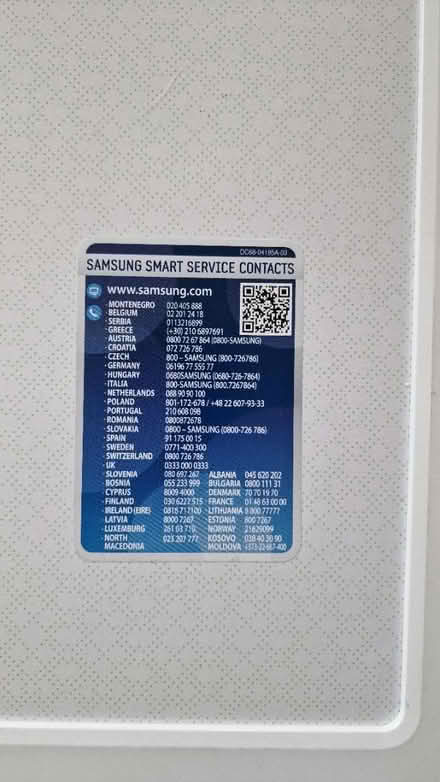 DC68-04195A-03
SAMSUNG SMART SERVICE CONTACTS
www.samsung.com
· MONTENEGRO 020 405 888
· BELGIUM 02 201 24 18
· SERBIA 0113216899
· GREECE (+30) 210 6897691
· AUSTRIA 0800 72 67 864 (0800-SAMSUNG)
· CROATIA 072 726 786
· CZECH 800 – SAMSUNG (800-726786)
· GERMANY 06196 77 555 77
· HUNGARY 0680SAMSUNG (0680-726-7864)
· ITALIA 800-SAMSUNG (800.7267864)
· NETHERLANDS 088 90 90 100
· POLAND 801-172-678 / +48 22 607-93-33
· PORTUGAL 210 608 098
· ROMANIA 0800872678
· SLOVAKIA 0800 – SAMSUNG (0800-726 786)
· SPAIN 91 175 00 15
· SWEDEN 0771-400 300
· SWITZERLAND 0800 726 786
· UK 0333 000 0333
· SLOVENIA 080 697 267 · ALBANIA 045 620 202
· BOSNIA 055 233 999 · BULGARIA 0800 111 31
· CYPRUS 8009 4000 · DENMARK 70 70 19 70
· FINLAND 030 6227 515 · FRANCE 01 48 63 00 00
· IRELAND (EIRE) 0818 717100 · LITHUANIA 8 800 77777
· LATVIA 8000 7267 · ESTONIA 800 7267
· LUXEMBURG 261 03 710 · NORWAY 21629099
· NORTH 023 207 777 · KOSOVO 038 40 30 90
MACEDONIA · MOLDOVA +373-22-667-400